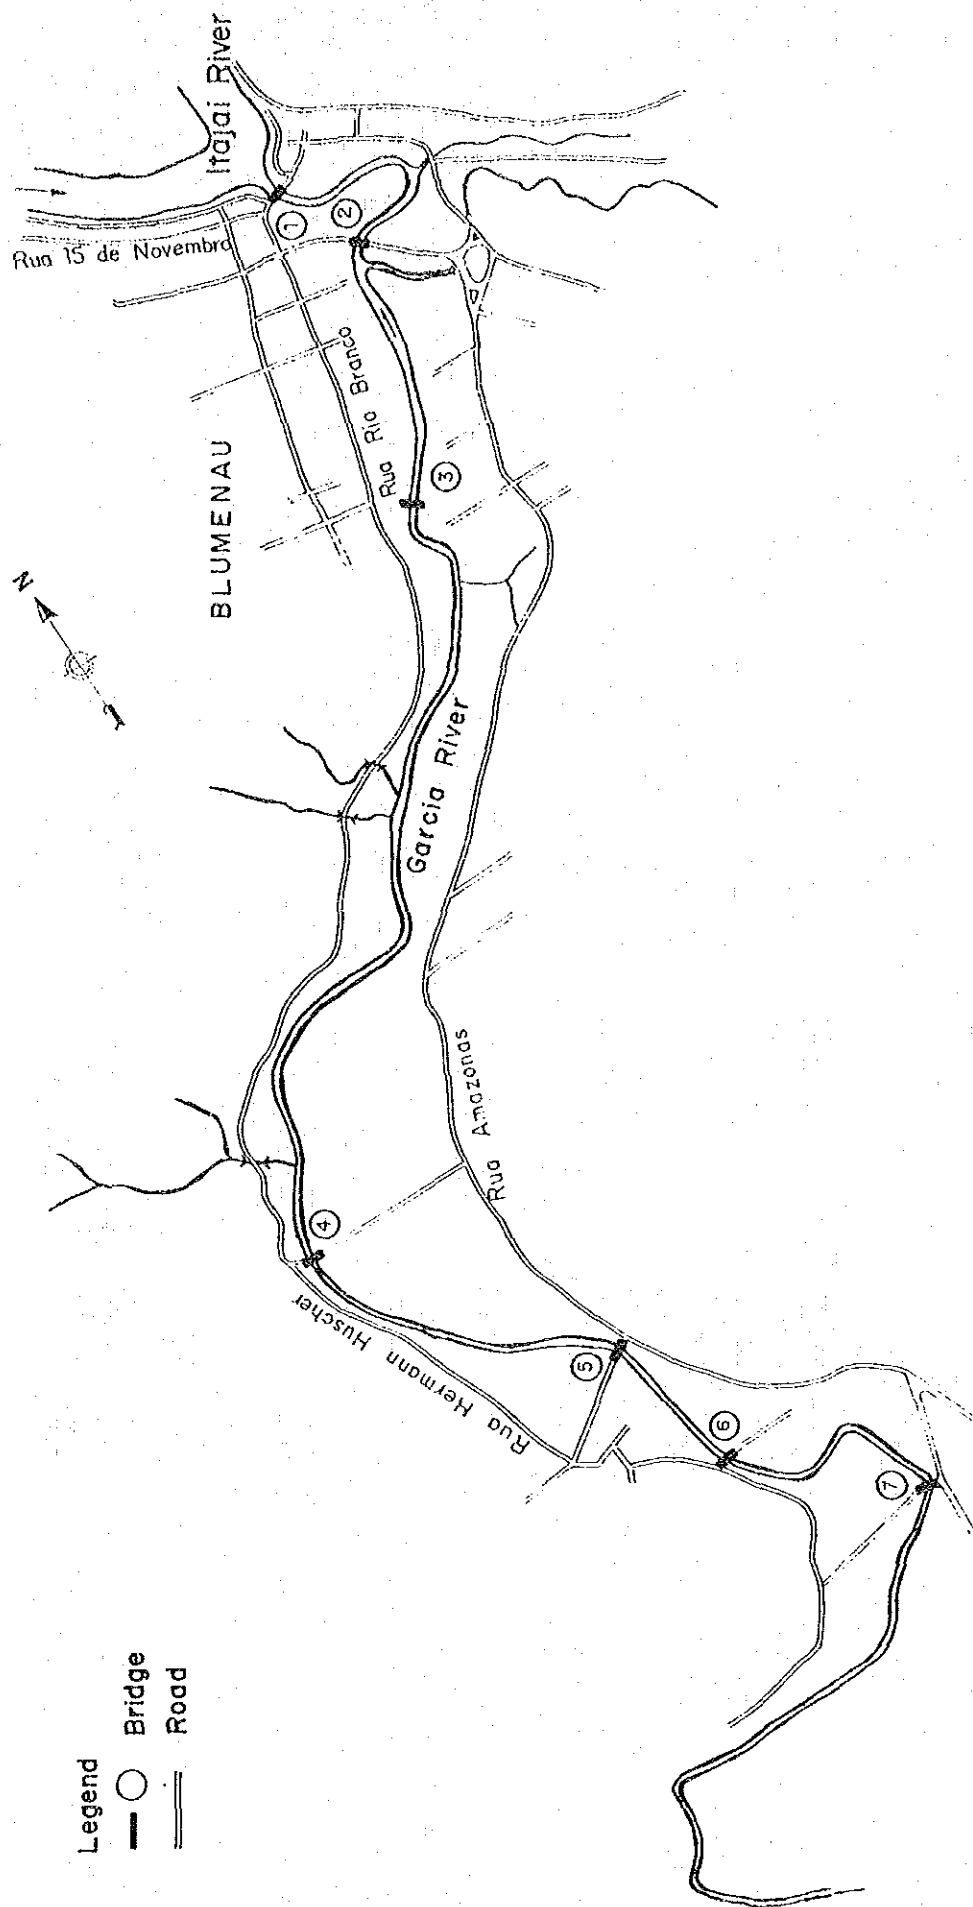 Itajai River
Rua 15 de Novembro
1
2
BLUMENAU
Rua Rio Branco
3
N
Garcia River
Rua Amazonas
4
Rua Hermann Huscher
5
6
7
Legend
Bridge
Road